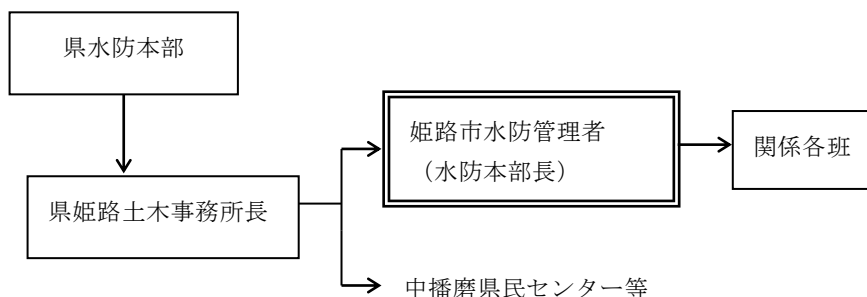 県水防本部
姫路市水防管理者
（水防本部長）
関係各班
県姫路土木事務所長
中播磨県民センター等